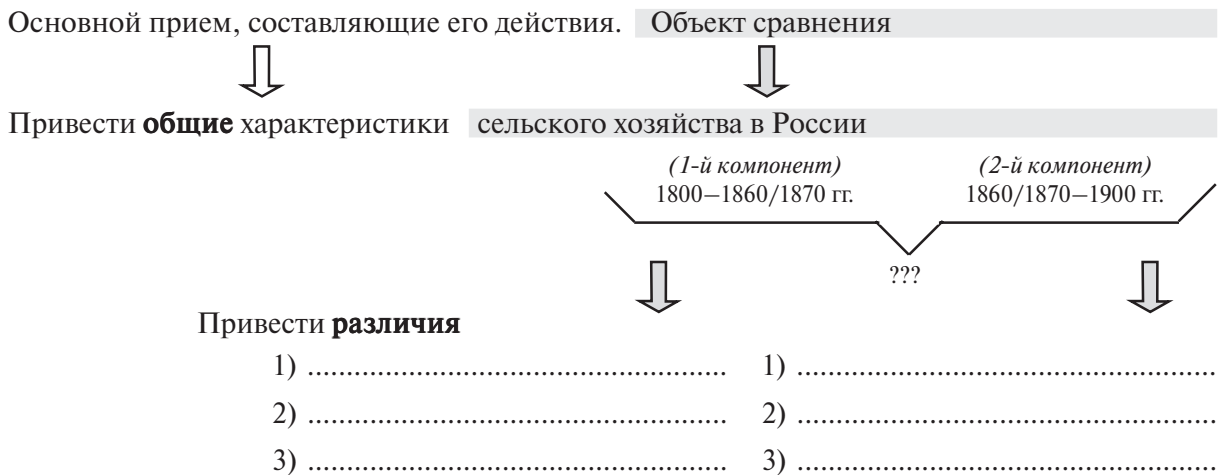 Основной прием, составляющие его действия. Объект сравнения
Привести общие характеристики сельского хозяйства в России
(1-й компонент) (2-й компонент)
1800–1860/1870 гг. 1860/1870–1900 гг.
???
Привести различия
1) ................................................... 1) ...................................................
2) ................................................... 2) ...................................................
3) ................................................... 3) ...................................................